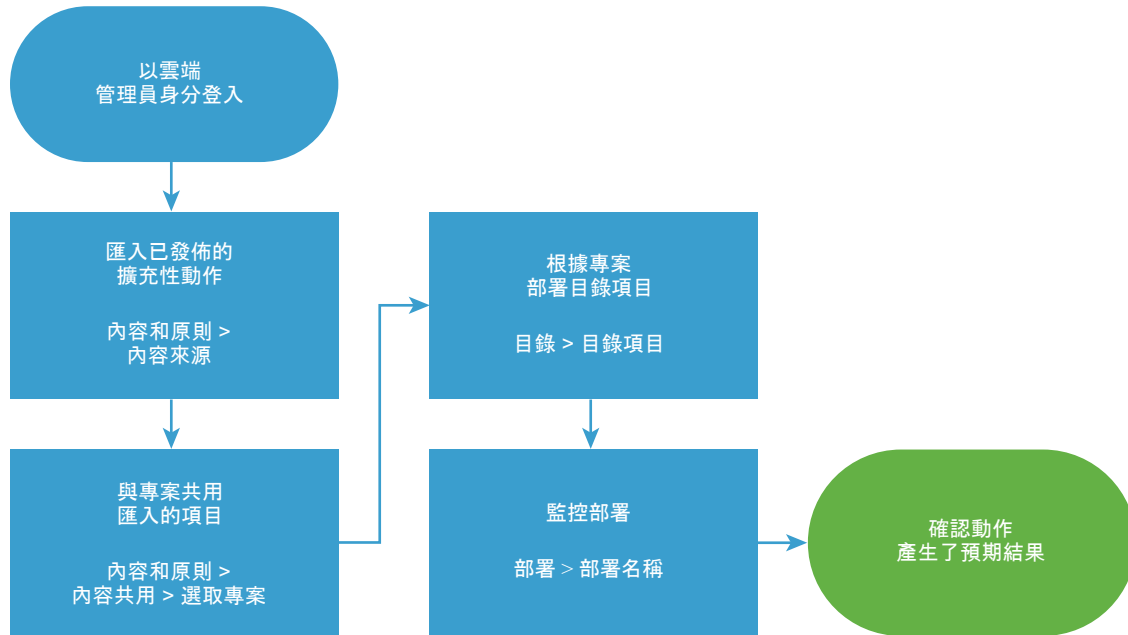 以雲端
管理員身分登入
匯入已發佈的
擴充性動作
內容和原則 >
內容來源
與專案共用
匯入的項目
內容和原則 >
內容共用 > 選取專案
根據專案
部署目錄項目
目錄 > 目錄項目
監控部署
部署 > 部署名稱
確認動作
產生了預期結果